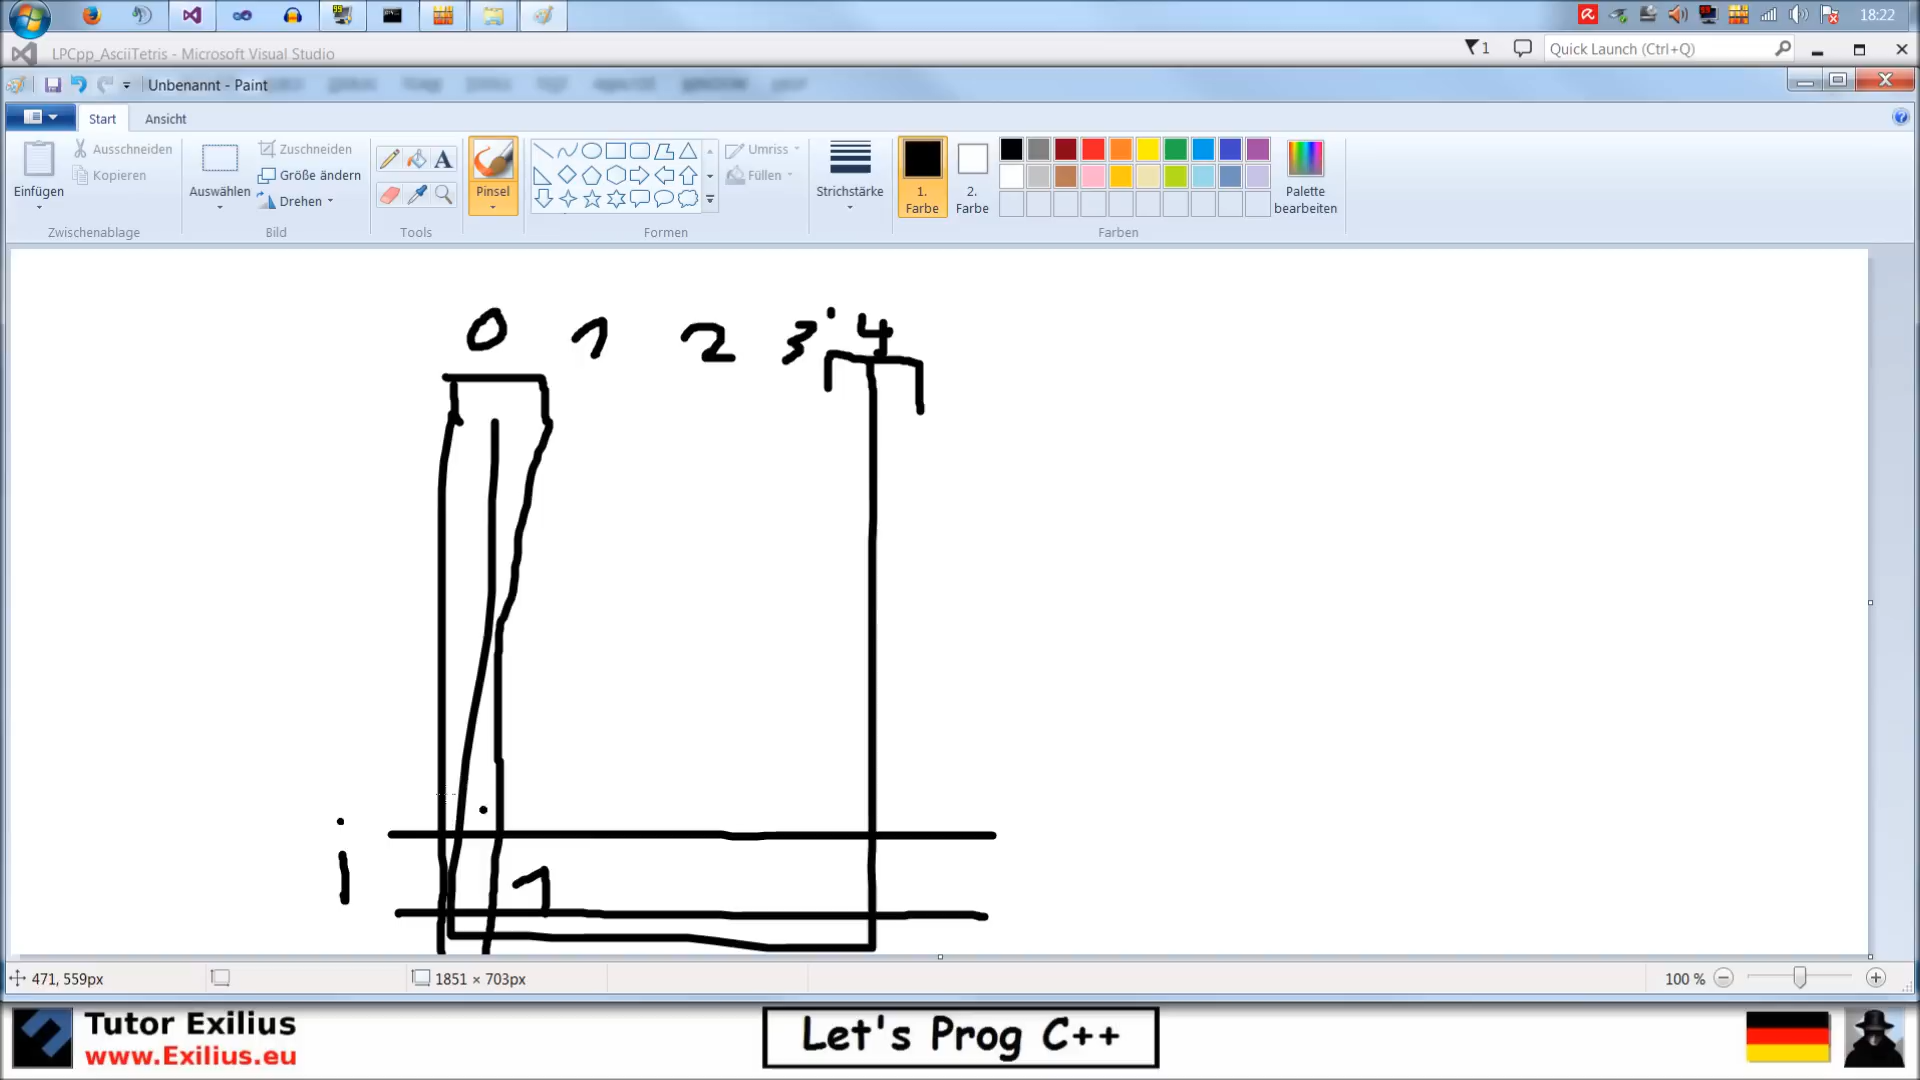 18:22
LPCpp_AsciiTetris - Microsoft Visual Studio
1
Quick Launch (Ctrl+Q)
Unbenannt - Paint
Start
Ansicht
Einfügen
Ausschneiden
Kopieren
Zwischenablage
Auswählen
Zuschneiden
Größe ändern
Drehen
Bild
A
Tools
Pinsel
Umriss
Füllen
Formen
Strichstärke
1.
Farbe
2.
Farbe
Palette
bearbeiten
Farben
0 1 2 3 4
i
1
471, 559px
1851 × 703px
100 %
Tutor Exilius
www.Exilius.eu
Let's Prog C++